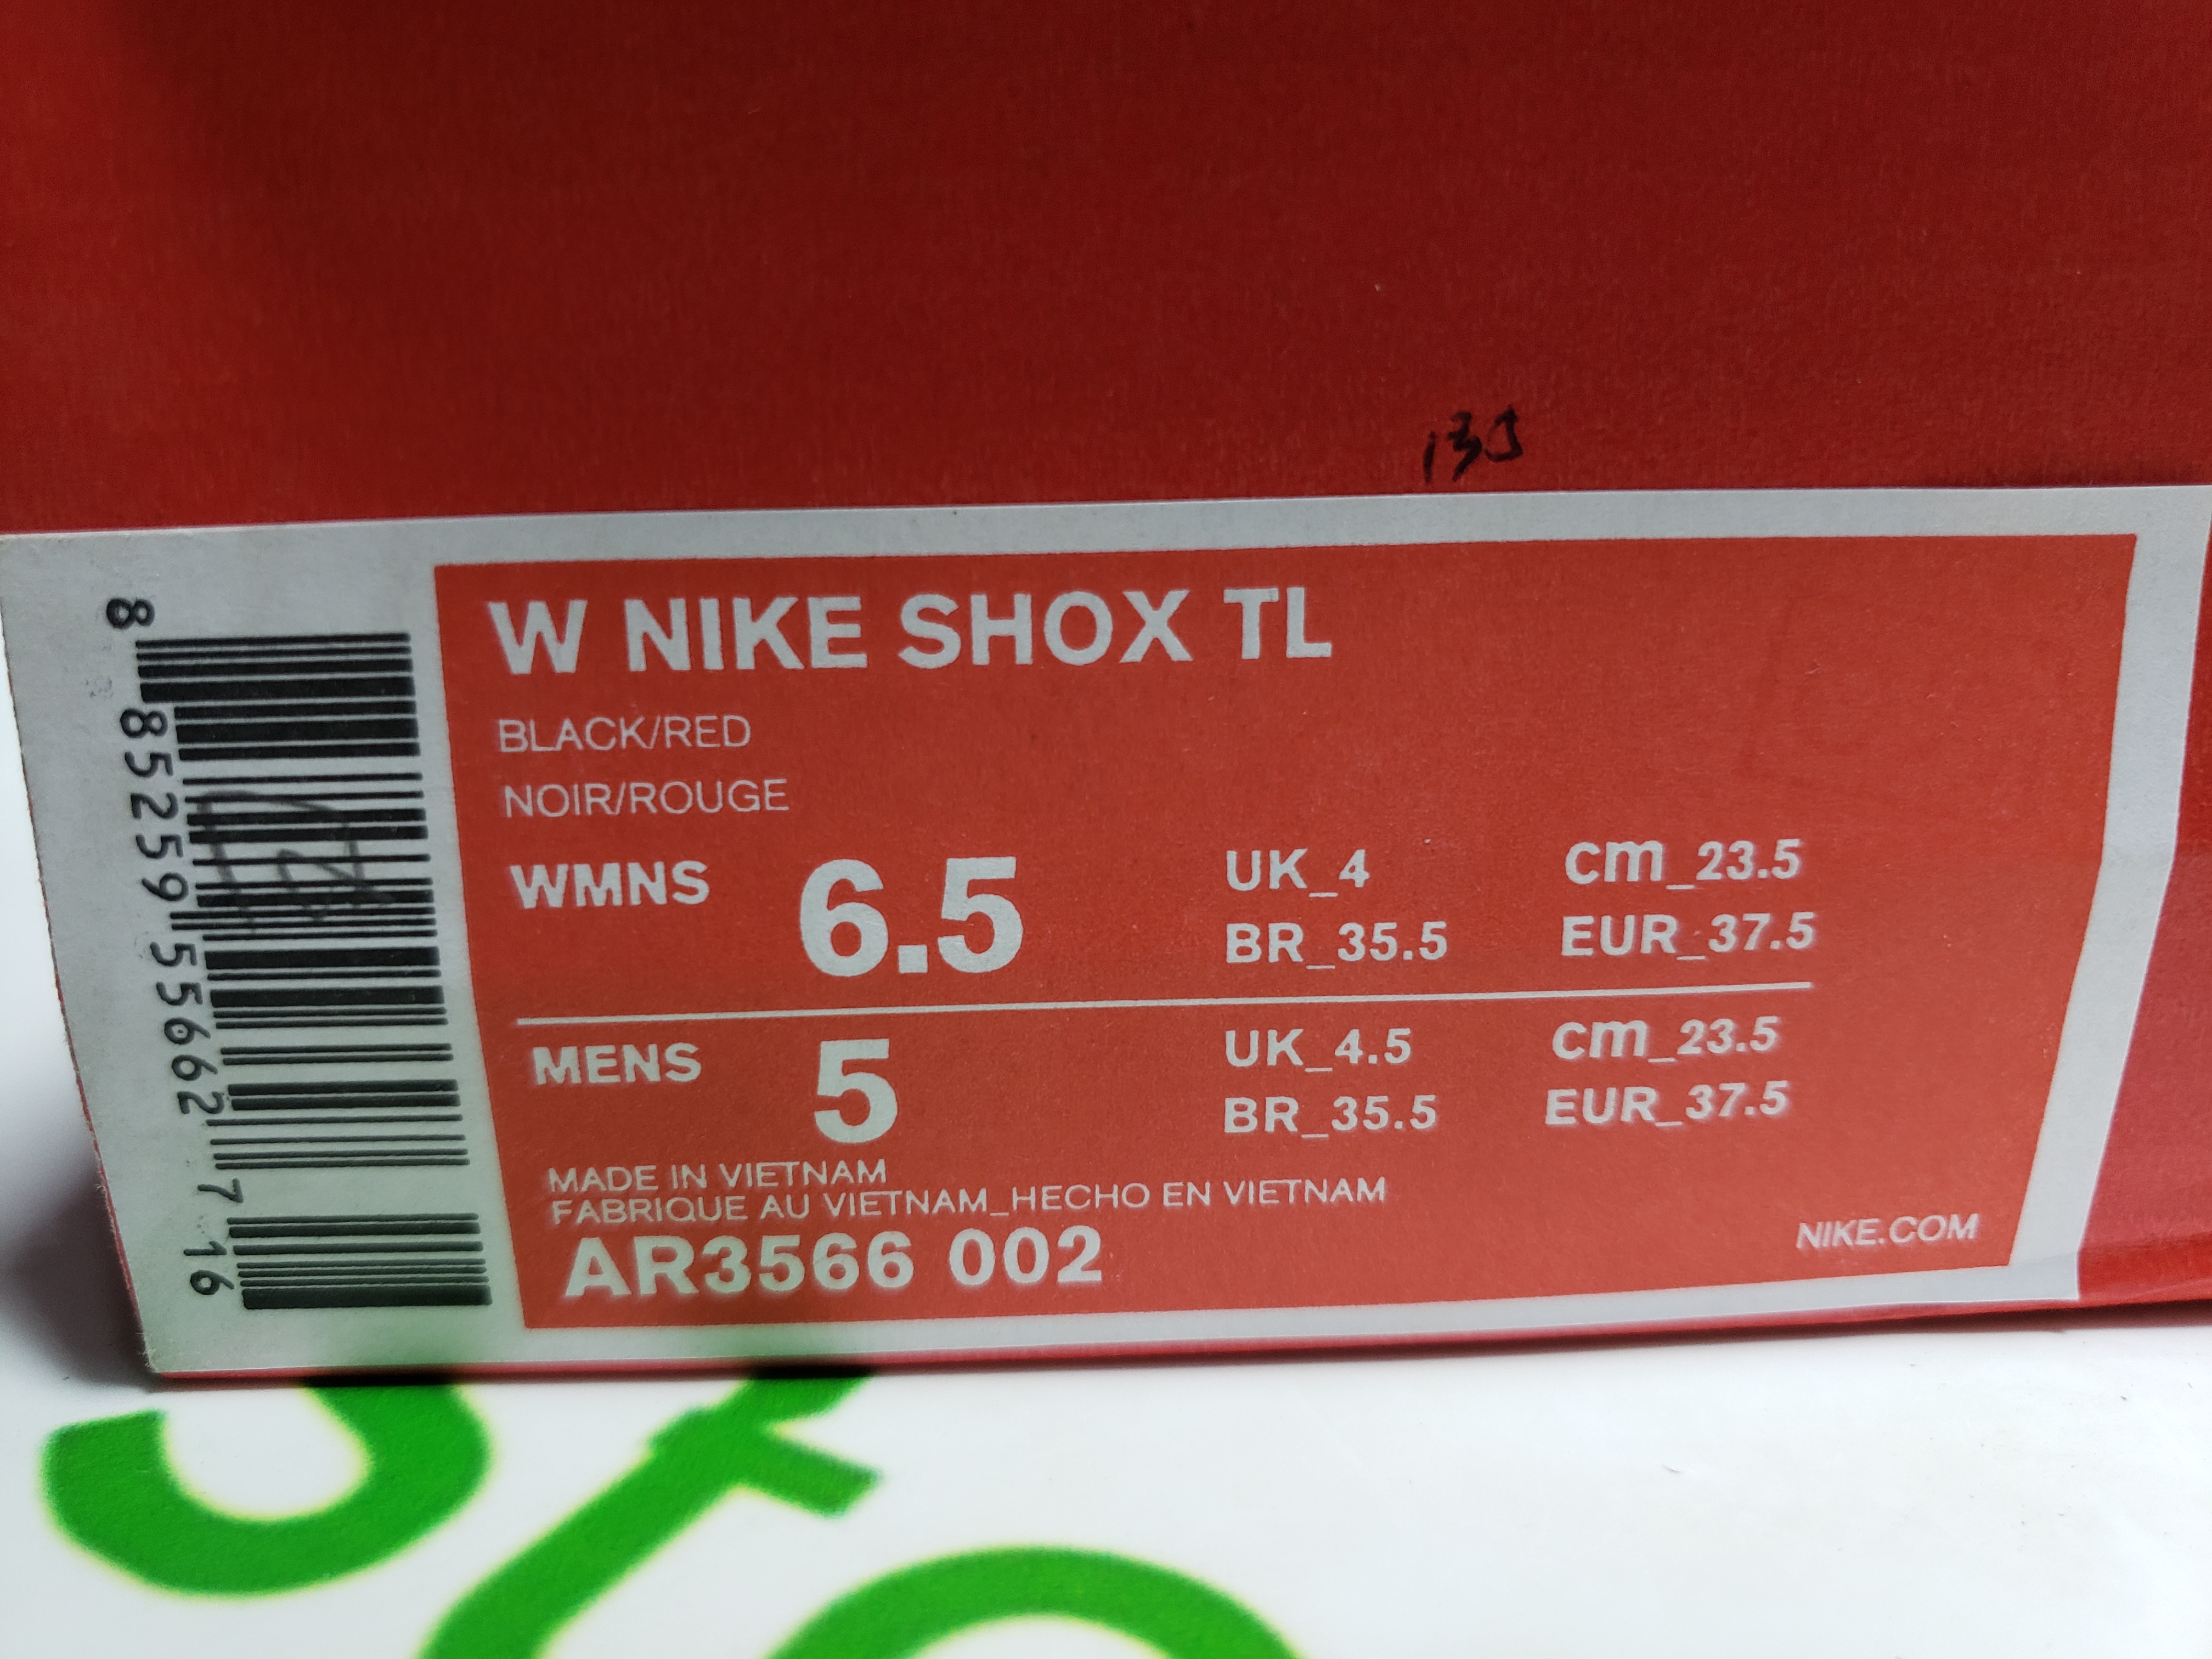 W NIKE SHOX TL
BLACK/RED
NOIR/ROUGE
WMNS 6.5 UK_4 cm_23.5
BR_35.5 EUR_37.5
MENS 5 UK_4.5 cm_23.5
BR_35.5 EUR_37.5
MADE IN VIETNAM
FABRIQUE AU VIETNAM_HECHO EN VIETNAM
AR3566 002
NIKE.COM
8 85259 55662 7 16